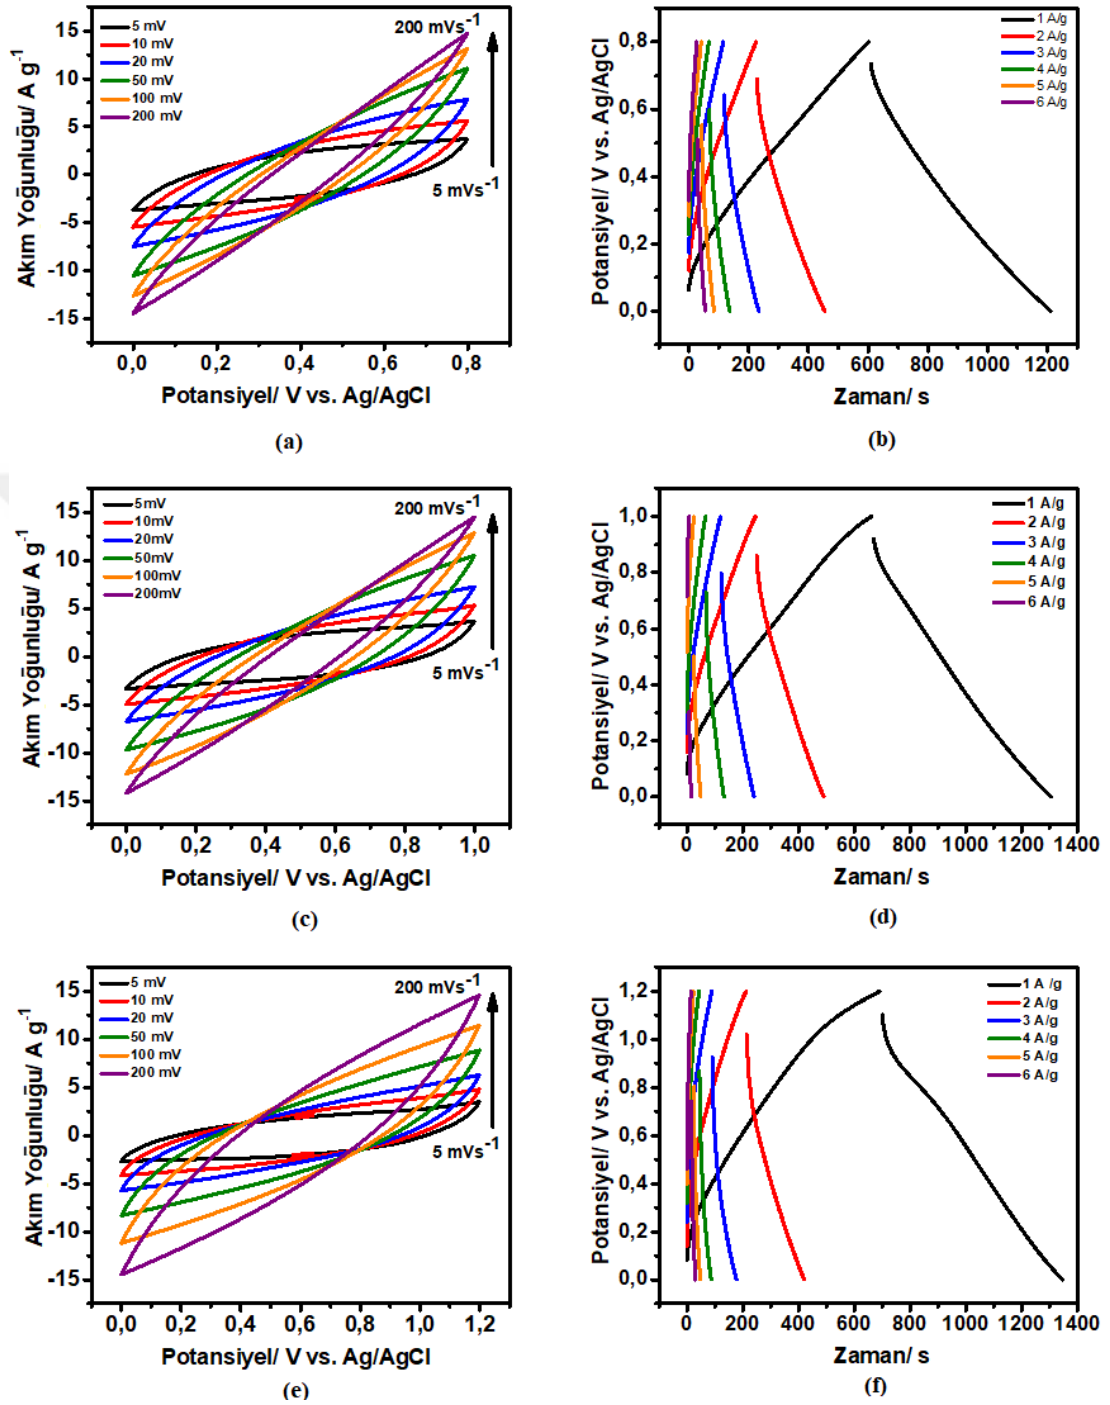 5 mV
10 mV
20 mV
50 mV
100 mV
200 mV
200 mVs-1
5 mVs-1
15
10
5
0
-5
-10
-15
0,0 0,2 0,4 0,6 0,8
Akım Yoğunluğu/ A g-1
Potansiyel/ V vs. Ag/AgCl
(a)
1 A/g
2 A/g
3 A/g
4 A/g
5 A/g
6 A/g
0,8
0,6
0,4
0,2
0,0
0 200 400 600 800 1000 1200
Potansiyel/ V vs. Ag/AgCl
Zaman/ s
(b)
5mV
10mV
20mV
50mV
100mV
200mV
200 mVs-1
5 mVs-1
15
10
5
0
-5
-10
-15
0,0 0,2 0,4 0,6 0,8 1,0
Akım Yoğunluğu/ A g-1
Potansiyel/ V vs. Ag/AgCl
(c)
1 A/g
2 A/g
3 A/g
4 A/g
5 A/g
6 A/g
1,0
0,8
0,6
0,4
0,2
0,0
0 200 400 600 800 1000 1200 1400
Potansiyel/ V vs. Ag/AgCl
Zaman/ s
(d)
5 mV
10 mV
20 mV
50 mV
100 mV
200 mV
200 mVs-1
5 mVs-1
15
10
5
0
-5
-10
-15
0,0 0,2 0,4 0,6 0,8 1,0 1,2
Akım Yoğunluğu/ A g-1
Potansiyel/ V vs. Ag/AgCl
(e)
1 A /g
2 A /g
3 A/g
4 A/g
5 A/g
6 A/g
1,2
1,0
0,8
0,6
0,4
0,2
0,0
0 200 400 600 800 1000 1200 1400
Potansiyel/ V vs. Ag/AgCl
Zaman/ s
(f)